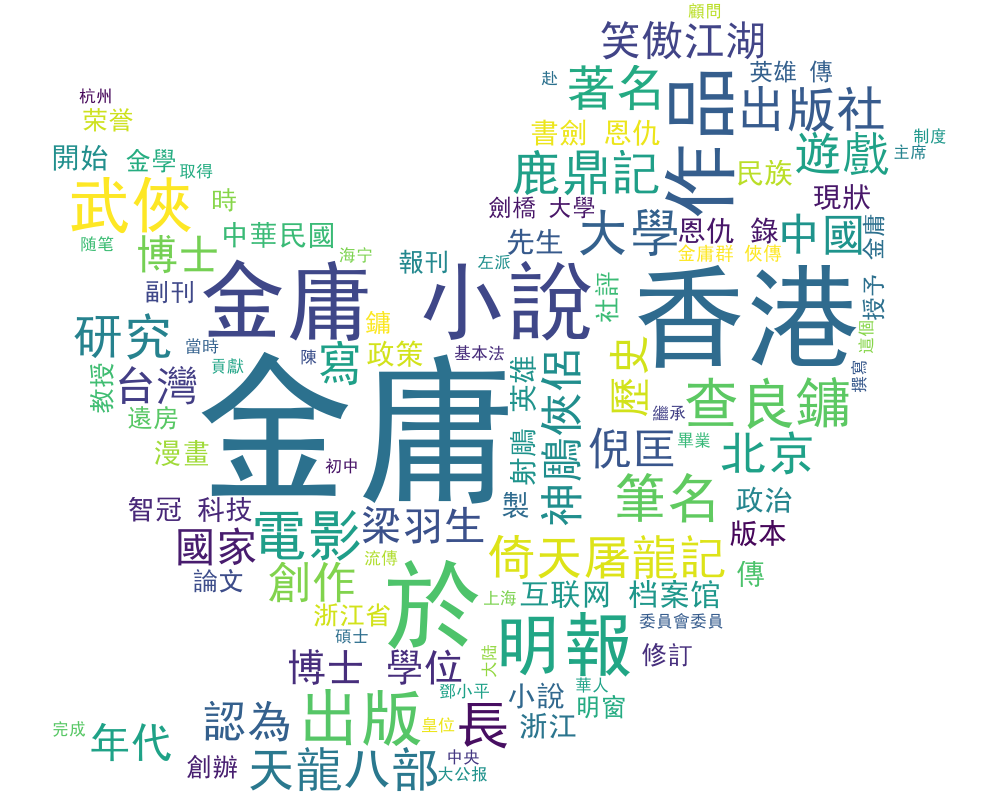 顧問
笑傲江湖
赴
著名
作品
英雄 傳
出版社
杭州
荣誉
書劍 恩仇
遊戲
制度
主席
開始
金學
取得
鹿鼎記
民族
武俠
時
劍橋 大學
現狀
随笔
博士
中華民國
海宁
報刊
左派
先生
大學
恩仇 錄
金庸群 俠傳
中國
金庸
副刊
金庸
小說
社評
香港
授予
研究
當時
鏞
這個
教授
台灣
貢獻
陳
寫
政策
基本法
英雄
神鵰俠侶
歷史
撰寫
遠房
金庸
射鵰
繼承
查良鏞
漫畫
初中
倪匡
畢業
北京
智冠 科技
製
筆名
政治
國家
電影
梁羽生
版本
論文
創作
流傳
倚天屠龍記
傳
浙江省
於
上海
互联网 档案馆
碩士
明報
委員會委員
博士 學位
大陆
修訂
鄧小平
小說
華人
明窗
完成
年代
認為
出版
皇位
長
浙江
創辦
天龍八部
中央
大公报